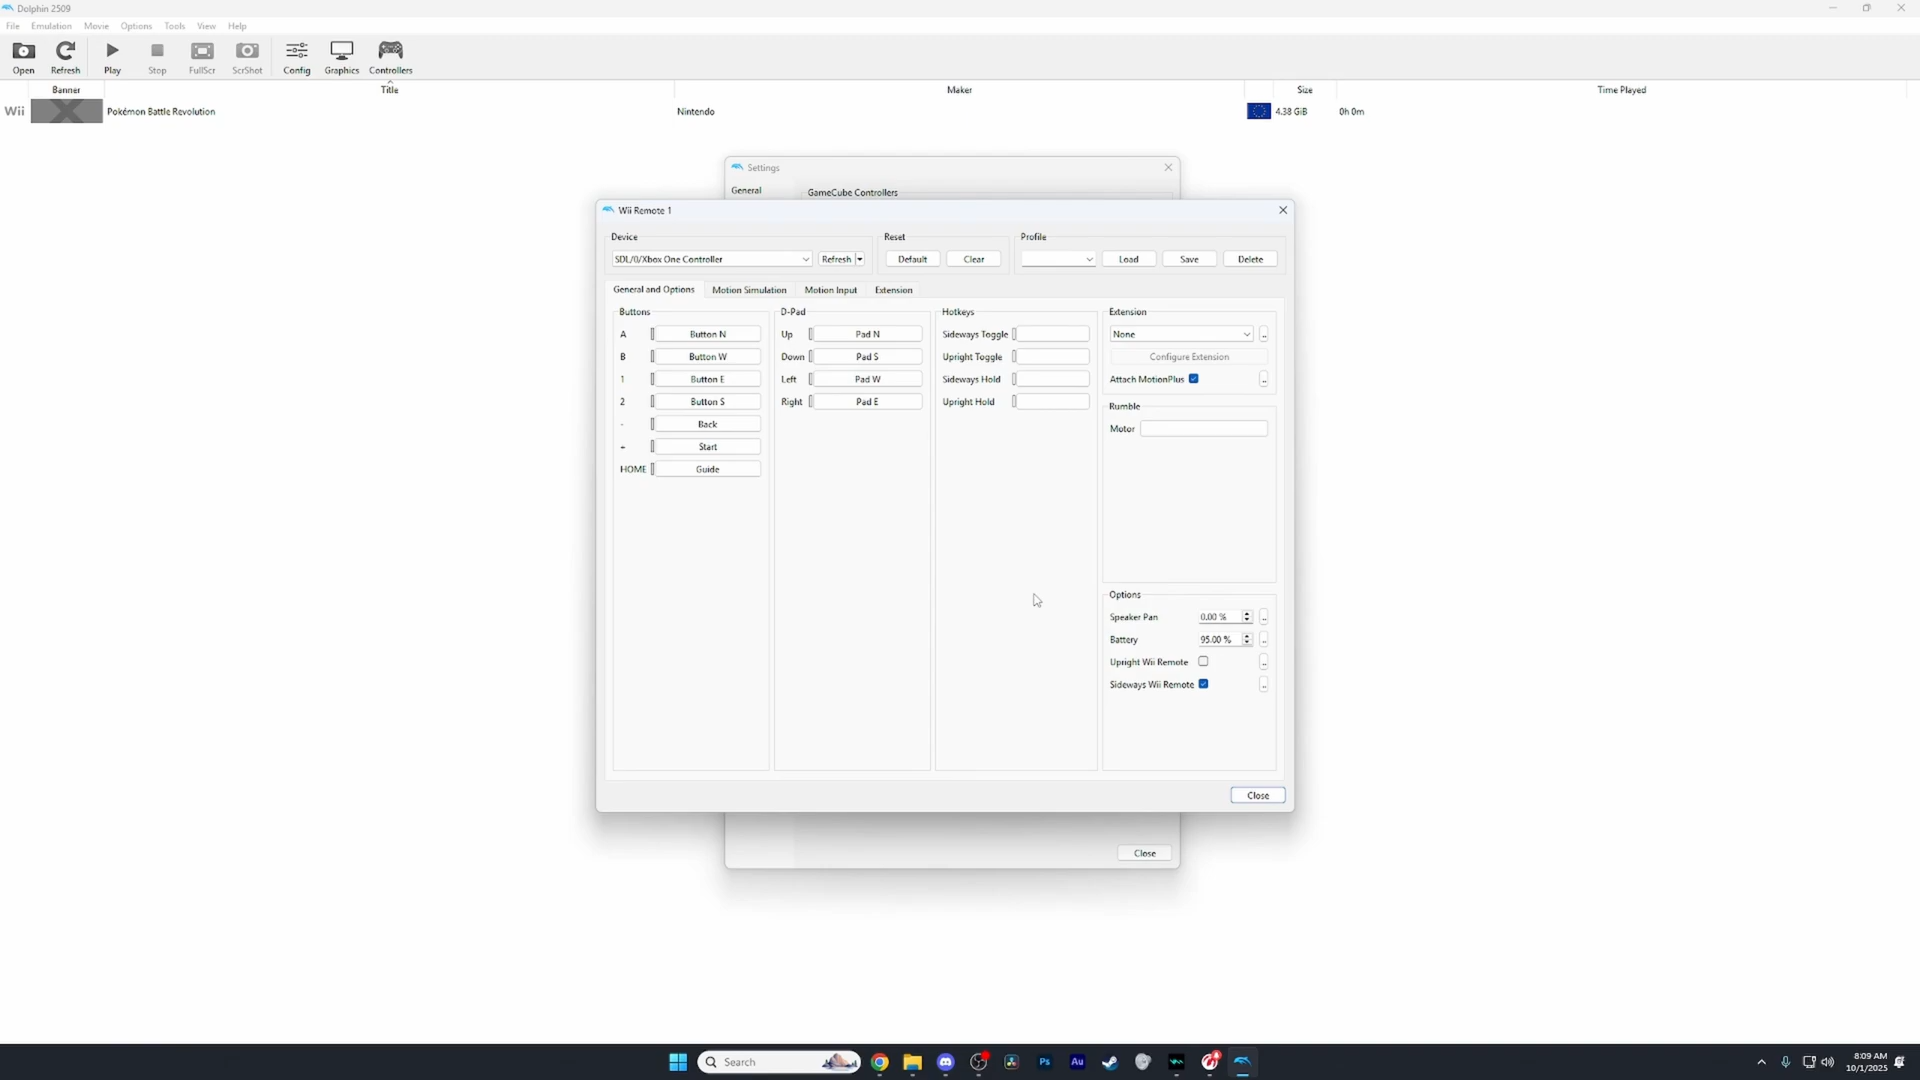 Dolphin 2509
File Emulation Movie Options Tools View Help
Open Refresh Play Stop FullScr ScrShot Config Graphics Controllers
Banner Title Maker Size Time Played
Wii Pokémon Battle Revolution Nintendo 4.38 GiB 0h 0m
Settings
General GameCube Controllers
Wii Remote 1
Device Reset Profile
SDL/0/Xbox One Controller Refresh Default Clear Load Save Delete
General and Options Motion Simulation Motion Input Extension
Buttons D-Pad Hotkeys Extension
A Button N Up Pad N Sideways Toggle None ..
B Button W Down Pad S Upright Toggle Configure Extension
1 Button E Left Pad W Sideways Hold Attach MotionPlus ..
2 Button S Right Pad E Upright Hold Rumble
- Back Motor
+ Start
HOME Guide
Options
Speaker Pan 0.00 % ..
Battery 95.00 % ..
Upright Wii Remote ..
Sideways Wii Remote ..
Close
Close
Search Ps Au 8:09 AM
10/1/2025